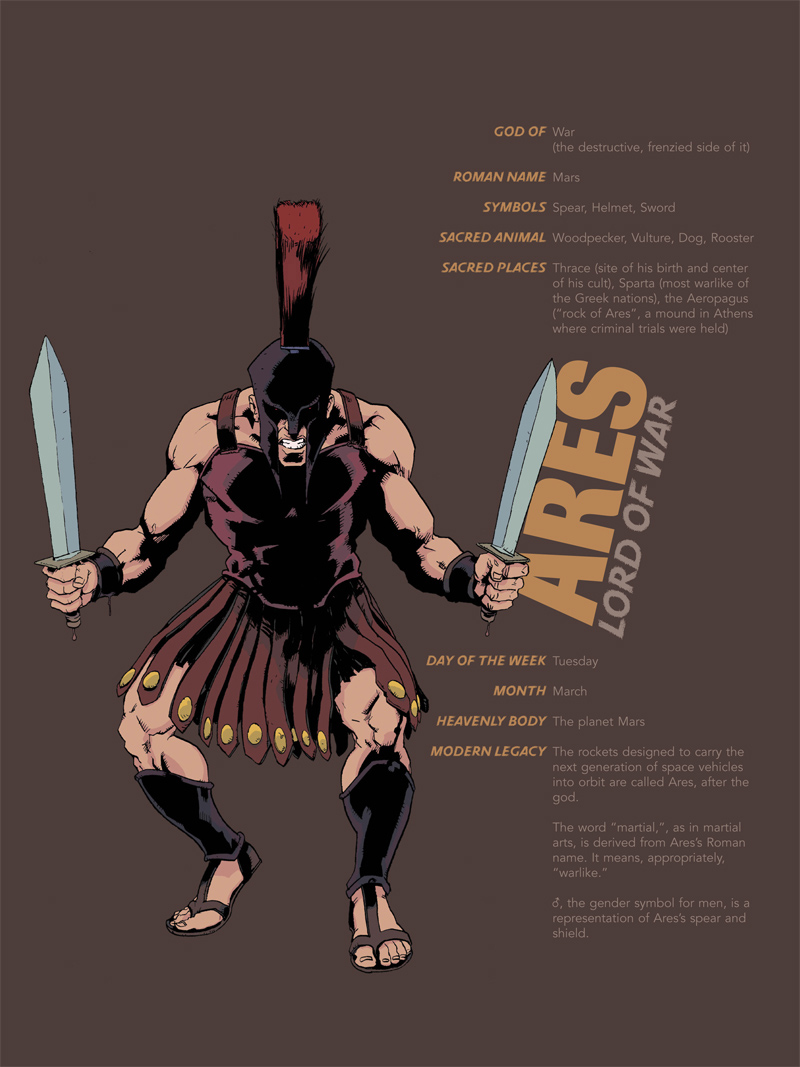 GOD OF War
(the destructive, frenzied side of it)
ROMAN NAME Mars
SYMBOLS Spear, Helmet, Sword
SACRED ANIMAL Woodpecker, Vulture, Dog, Rooster
SACRED PLACES Thrace (site of his birth and center
of his cult), Sparta (most warlike of
the Greek nations), the Aeropagus
(“rock of Ares”, a mound in Athens
where criminal trials were held)
ARES
LORD OF WAR
DAY OF THE WEEK Tuesday
MONTH March
HEAVENLY BODY The planet Mars
MODERN LEGACY The rockets designed to carry the
next generation of space vehicles
into orbit are called Ares, after the
god.
The word “martial,”, as in martial
arts, is derived from Ares’s Roman
name. It means, appropriately,
“warlike.”
♂, the gender symbol for men, is a
representation of Ares’s spear and
shield.